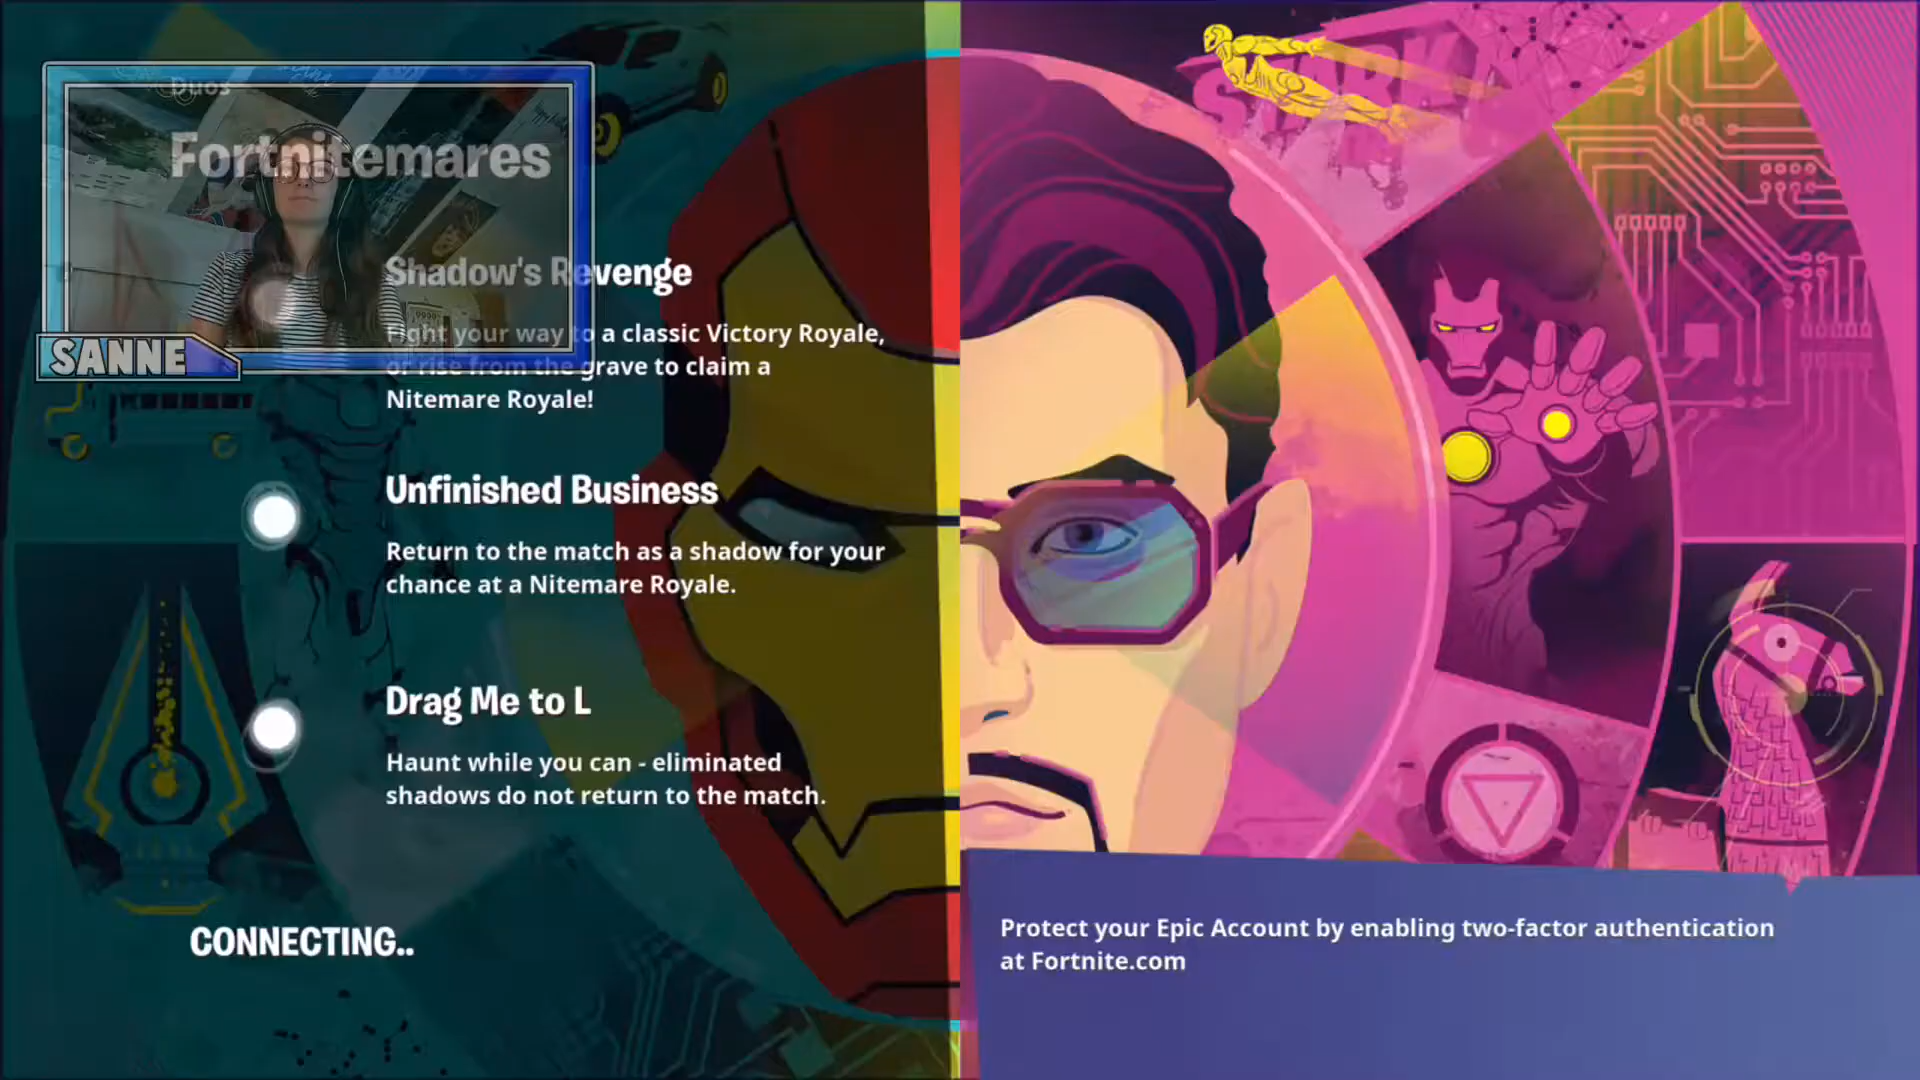 Duos
Fortnitemares
Shadow's Revenge
Fight your way to a classic Victory Royale,
or rise from the grave to claim a
Nitemare Royale!
SANNE
Unfinished Business
Return to the match as a shadow for your
chance at a Nitemare Royale.
Drag Me to L
Haunt while you can - eliminated
shadows do not return to the match.
CONNECTING..
STARK
Protect your Epic Account by enabling two-factor authentication
at Fortnite.com